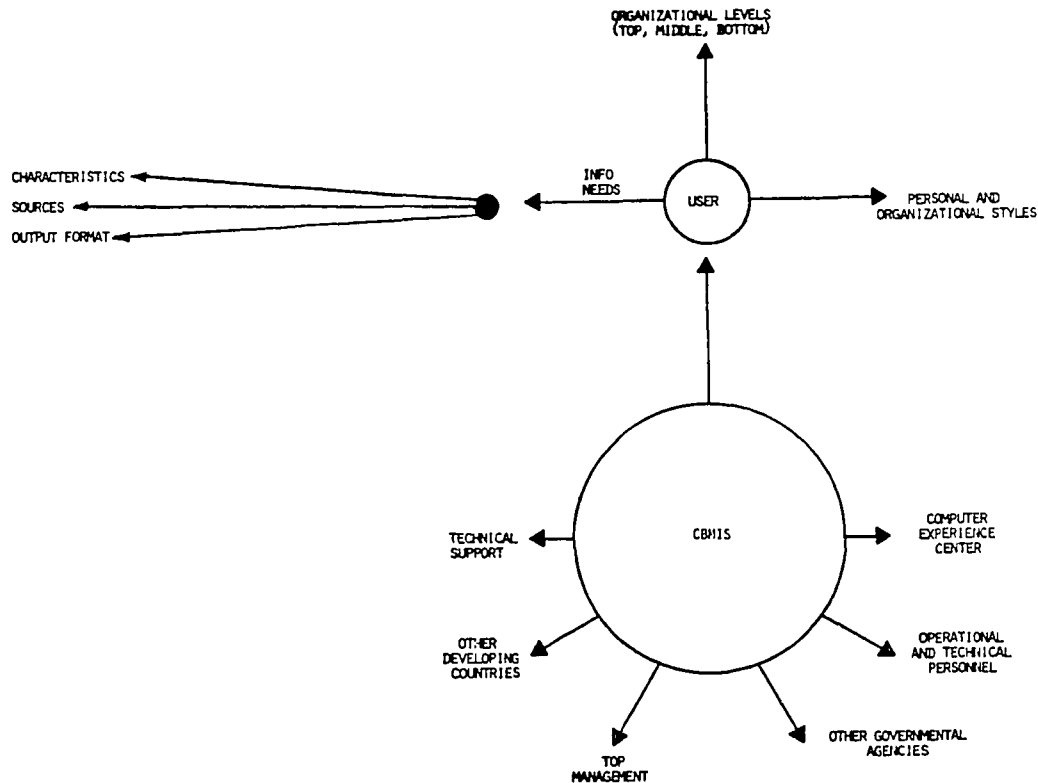 ORGANIZATIONAL LEVELS
(TOP, MIDDLE, BOTTOM)
CHARACTERISTICS
SOURCES
OUTPUT FORMAT
INFO
NEEDS
USER
PERSONAL AND
ORGANIZATIONAL STYLES
CBMIS
TECHNICAL
SUPPORT
COMPUTER
EXPERIENCE
CENTER
OTHER
DEVELOPING
COUNTRIES
OPERATIONAL
AND TECHNICAL
PERSONNEL
TOP
MANAGEMENT
OTHER GOVERNMENTAL
AGENCIES